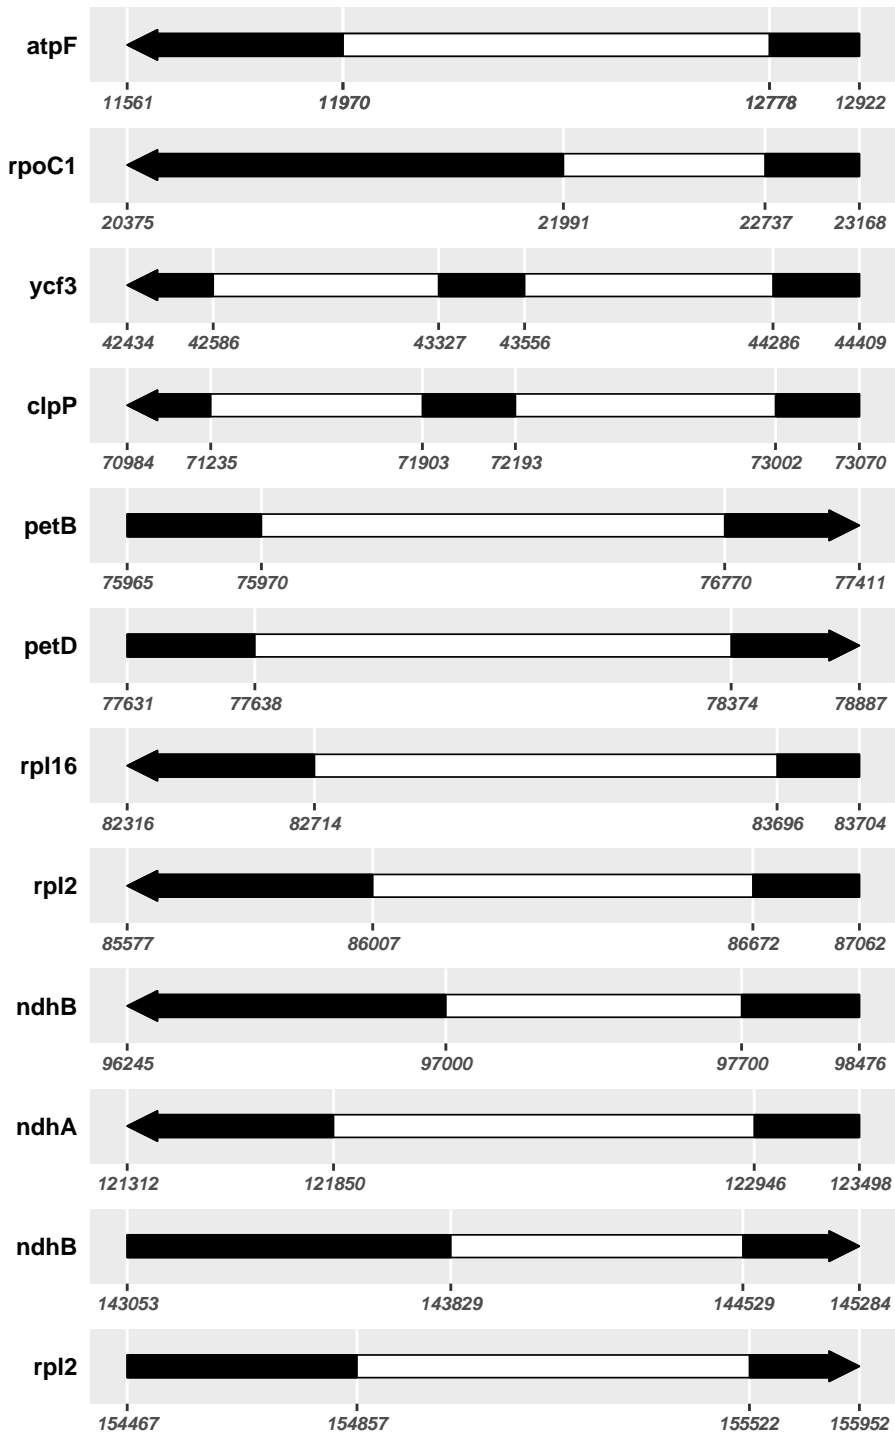 atpF
11561 11970 12778 12922
rpoC1
20375 21991 22737 23168
ycf3
42434 42586 43327 43556 44286 44409
clpP
70984 71235 71903 72193 73002 73070
petB
75965 75970 76770 77411
petD
77631 77638 78374 78887
rpl16
82316 82714 83696 83704
rpl2
85577 86007 86672 87062
ndhB
96245 97000 97700 98476
ndhA
121312 121850 122946 123498
ndhB
143053 143829 144529 145284
rpl2
154467 154857 155522 155952